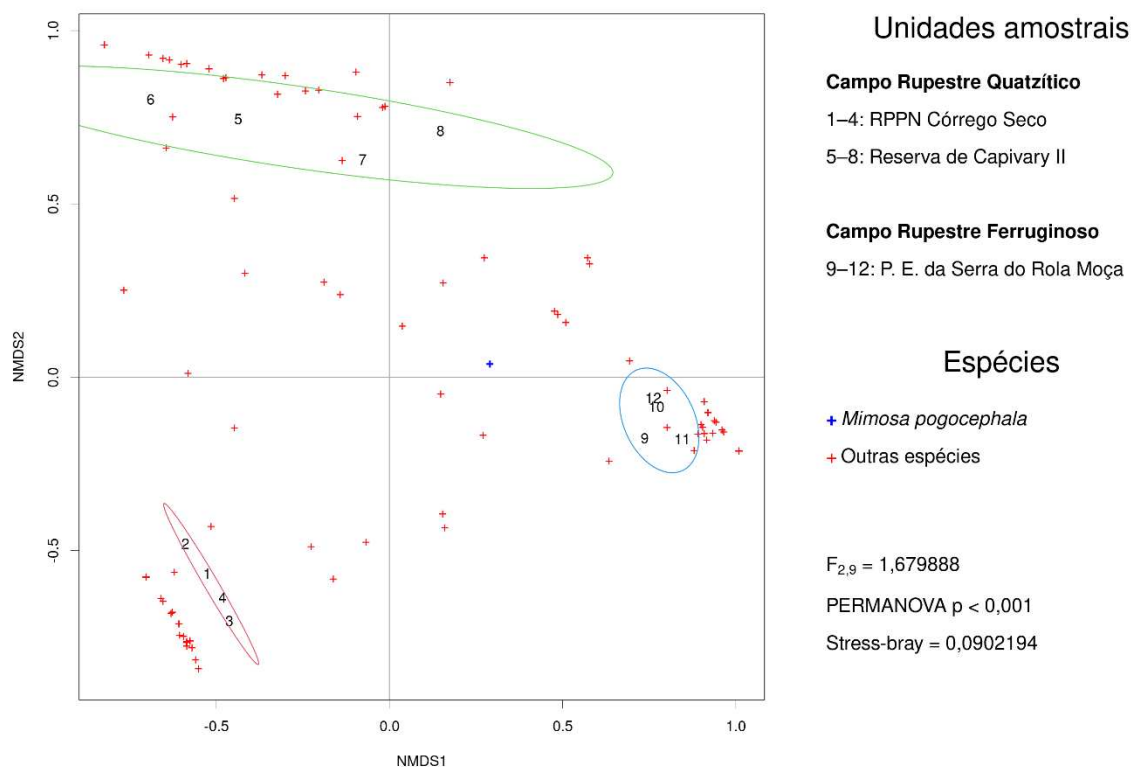 Unidades amostrais
Campo Rupestre Quatzítico
1–4: RPPN Córrego Seco
5–8: Reserva de Capivary II
Campo Rupestre Ferruginoso
9–12: P. E. da Serra do Rola Moça
Espécies
+ Mimosa pogocephala
+ Outras espécies
F2,9 = 1,679888
PERMANOVA p < 0,001
Stress-bray = 0,0902194
NMDS2
1.0
0.5
0.0
-0.5
6
5
8
7
12
10
9
11
2
1
4
3
-0.5
0.0
0.5
1.0
NMDS1